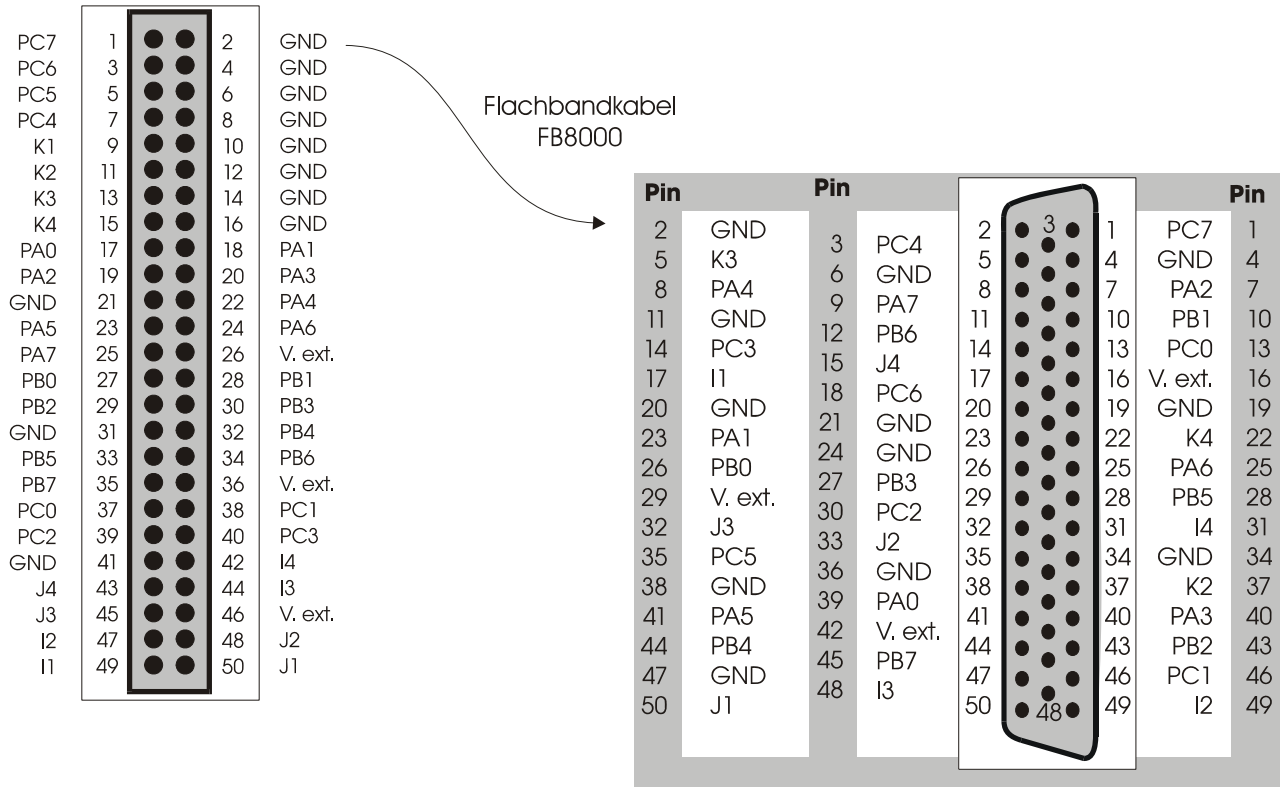 PC7 1 2 GND
PC6 3 4 GND
PC5 5 6 GND
PC4 7 8 GND
K1 9 10 GND
K2 11 12 GND
K3 13 14 GND
K4 15 16 GND
PA0 17 18 PA1
PA2 19 20 PA3
GND 21 22 PA4
PA5 23 24 PA6
PA7 25 26 V. ext.
PB0 27 28 PB1
PB2 29 30 PB3
GND 31 32 PB4
PB5 33 34 PB6
PB7 35 36 V. ext.
PC0 37 38 PC1
PC2 39 40 PC3
GND 41 42 I4
J4 43 44 I3
J3 45 46 V. ext.
I2 47 48 J2
I1 49 50 J1
Flachbandkabel
FB8000
Pin Pin Pin
2 GND 2 3 1 PC7 1
3 PC4
5 K3 5 4 GND 4
6 GND
8 PA4 8 7 PA2 7
9 PA7
11 GND 11 10 PB1 10
12 PB6
14 PC3 14 13 PC0 13
15 J4
17 I1 17 16 V. ext. 16
18 PC6
20 GND 20 19 GND 19
21 GND
23 PA1 23 22 K4 22
24 GND
26 PB0 26 25 PA6 25
27 PB3
29 V. ext. 29 28 PB5 28
30 PC2
32 J3 32 31 I4 31
33 J2
35 PC5 35 34 GND 34
36 GND
38 GND 38 37 K2 37
39 PA0
41 PA5 41 40 PA3 40
42 V. ext.
44 PB4 44 43 PB2 43
45 PB7
47 GND 47 46 PC1 46
48 I3
50 J1 50 48 49 I2 49